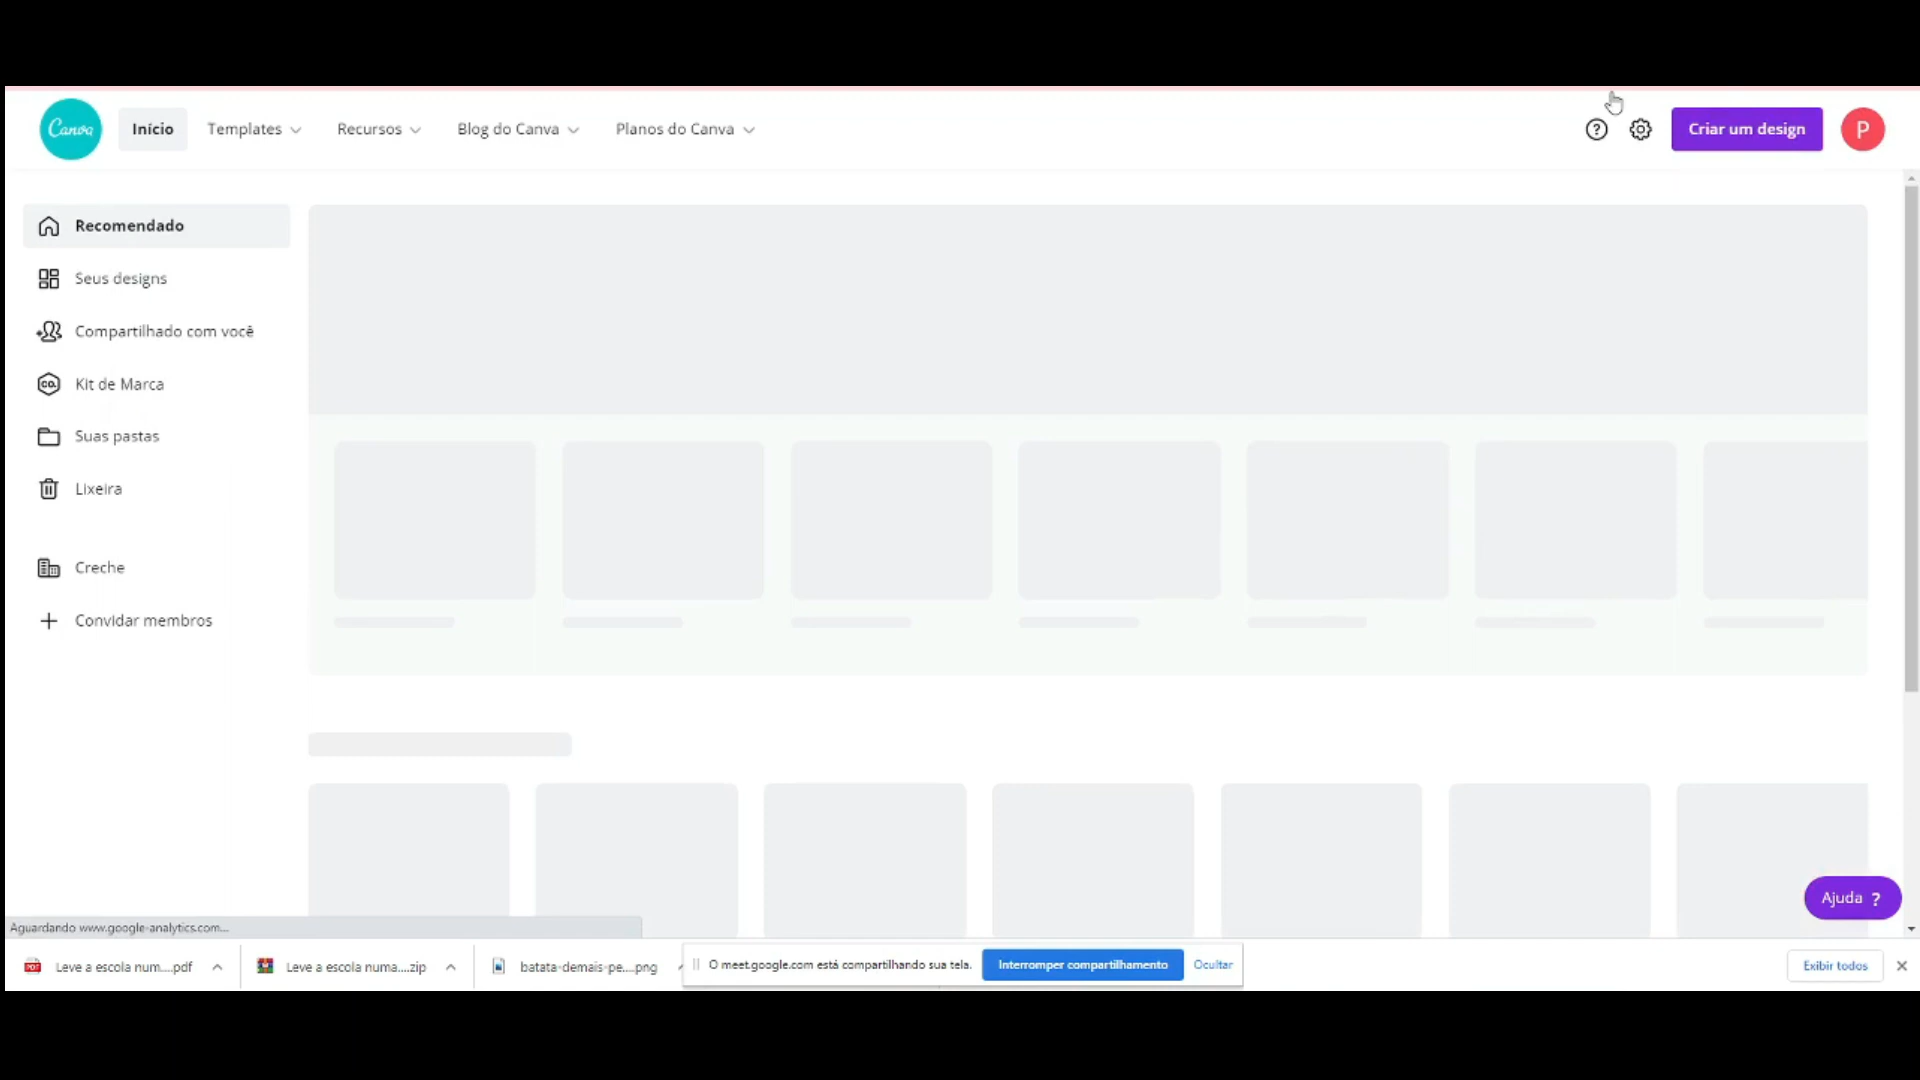 Canva
Início
Templates
Recursos
Blog do Canva
Planos do Canva
?
Criar um design
P
Recomendado
Seus designs
Compartilhado com você
CO.
Kit de Marca
Suas pastas
Lixeira
Creche
Convidar membros
Ajuda ?
Aguardando www.google-analytics.com...
PDF
Leve a escola num....pdf
Leve a escola numa....zip
batata-demais-pe....png
O meet.google.com está compartilhando sua tela.
Interromper compartilhamento
Ocultar
Exibir todos